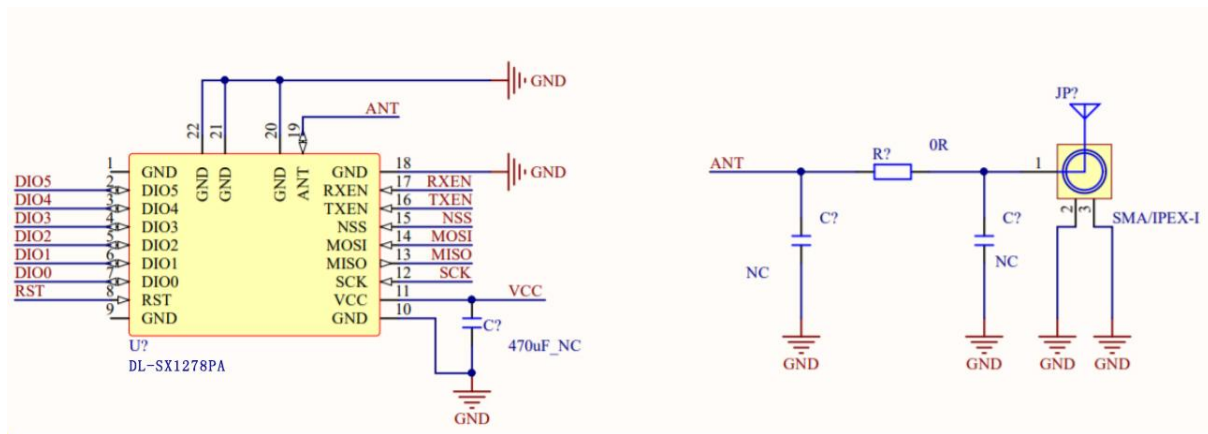 GND
ANT
22
21
20
19
1 GND
DIO5 2 DIO5
DIO4 3 DIO4
DIO3 4 DIO3
DIO2 5 DIO2
DIO1 6 DIO1
DIO0 7 DIO0
RST 8 RST
9 GND
GND
GND
GND
ANT
GND 18 GND
RXEN 17 RXEN
TXEN 16 TXEN
NSS 15 NSS
MOSI 14 MOSI
MISO 13 MISO
SCK 12 SCK
VCC 11 VCC
GND 10
C?
470uF_NC
GND
U?
DL-SX1278PA
ANT
R?
0R
JP?
1
2
3
SMA/IPEX-I
C?
NC
C?
NC
GND
GND
GND
GND